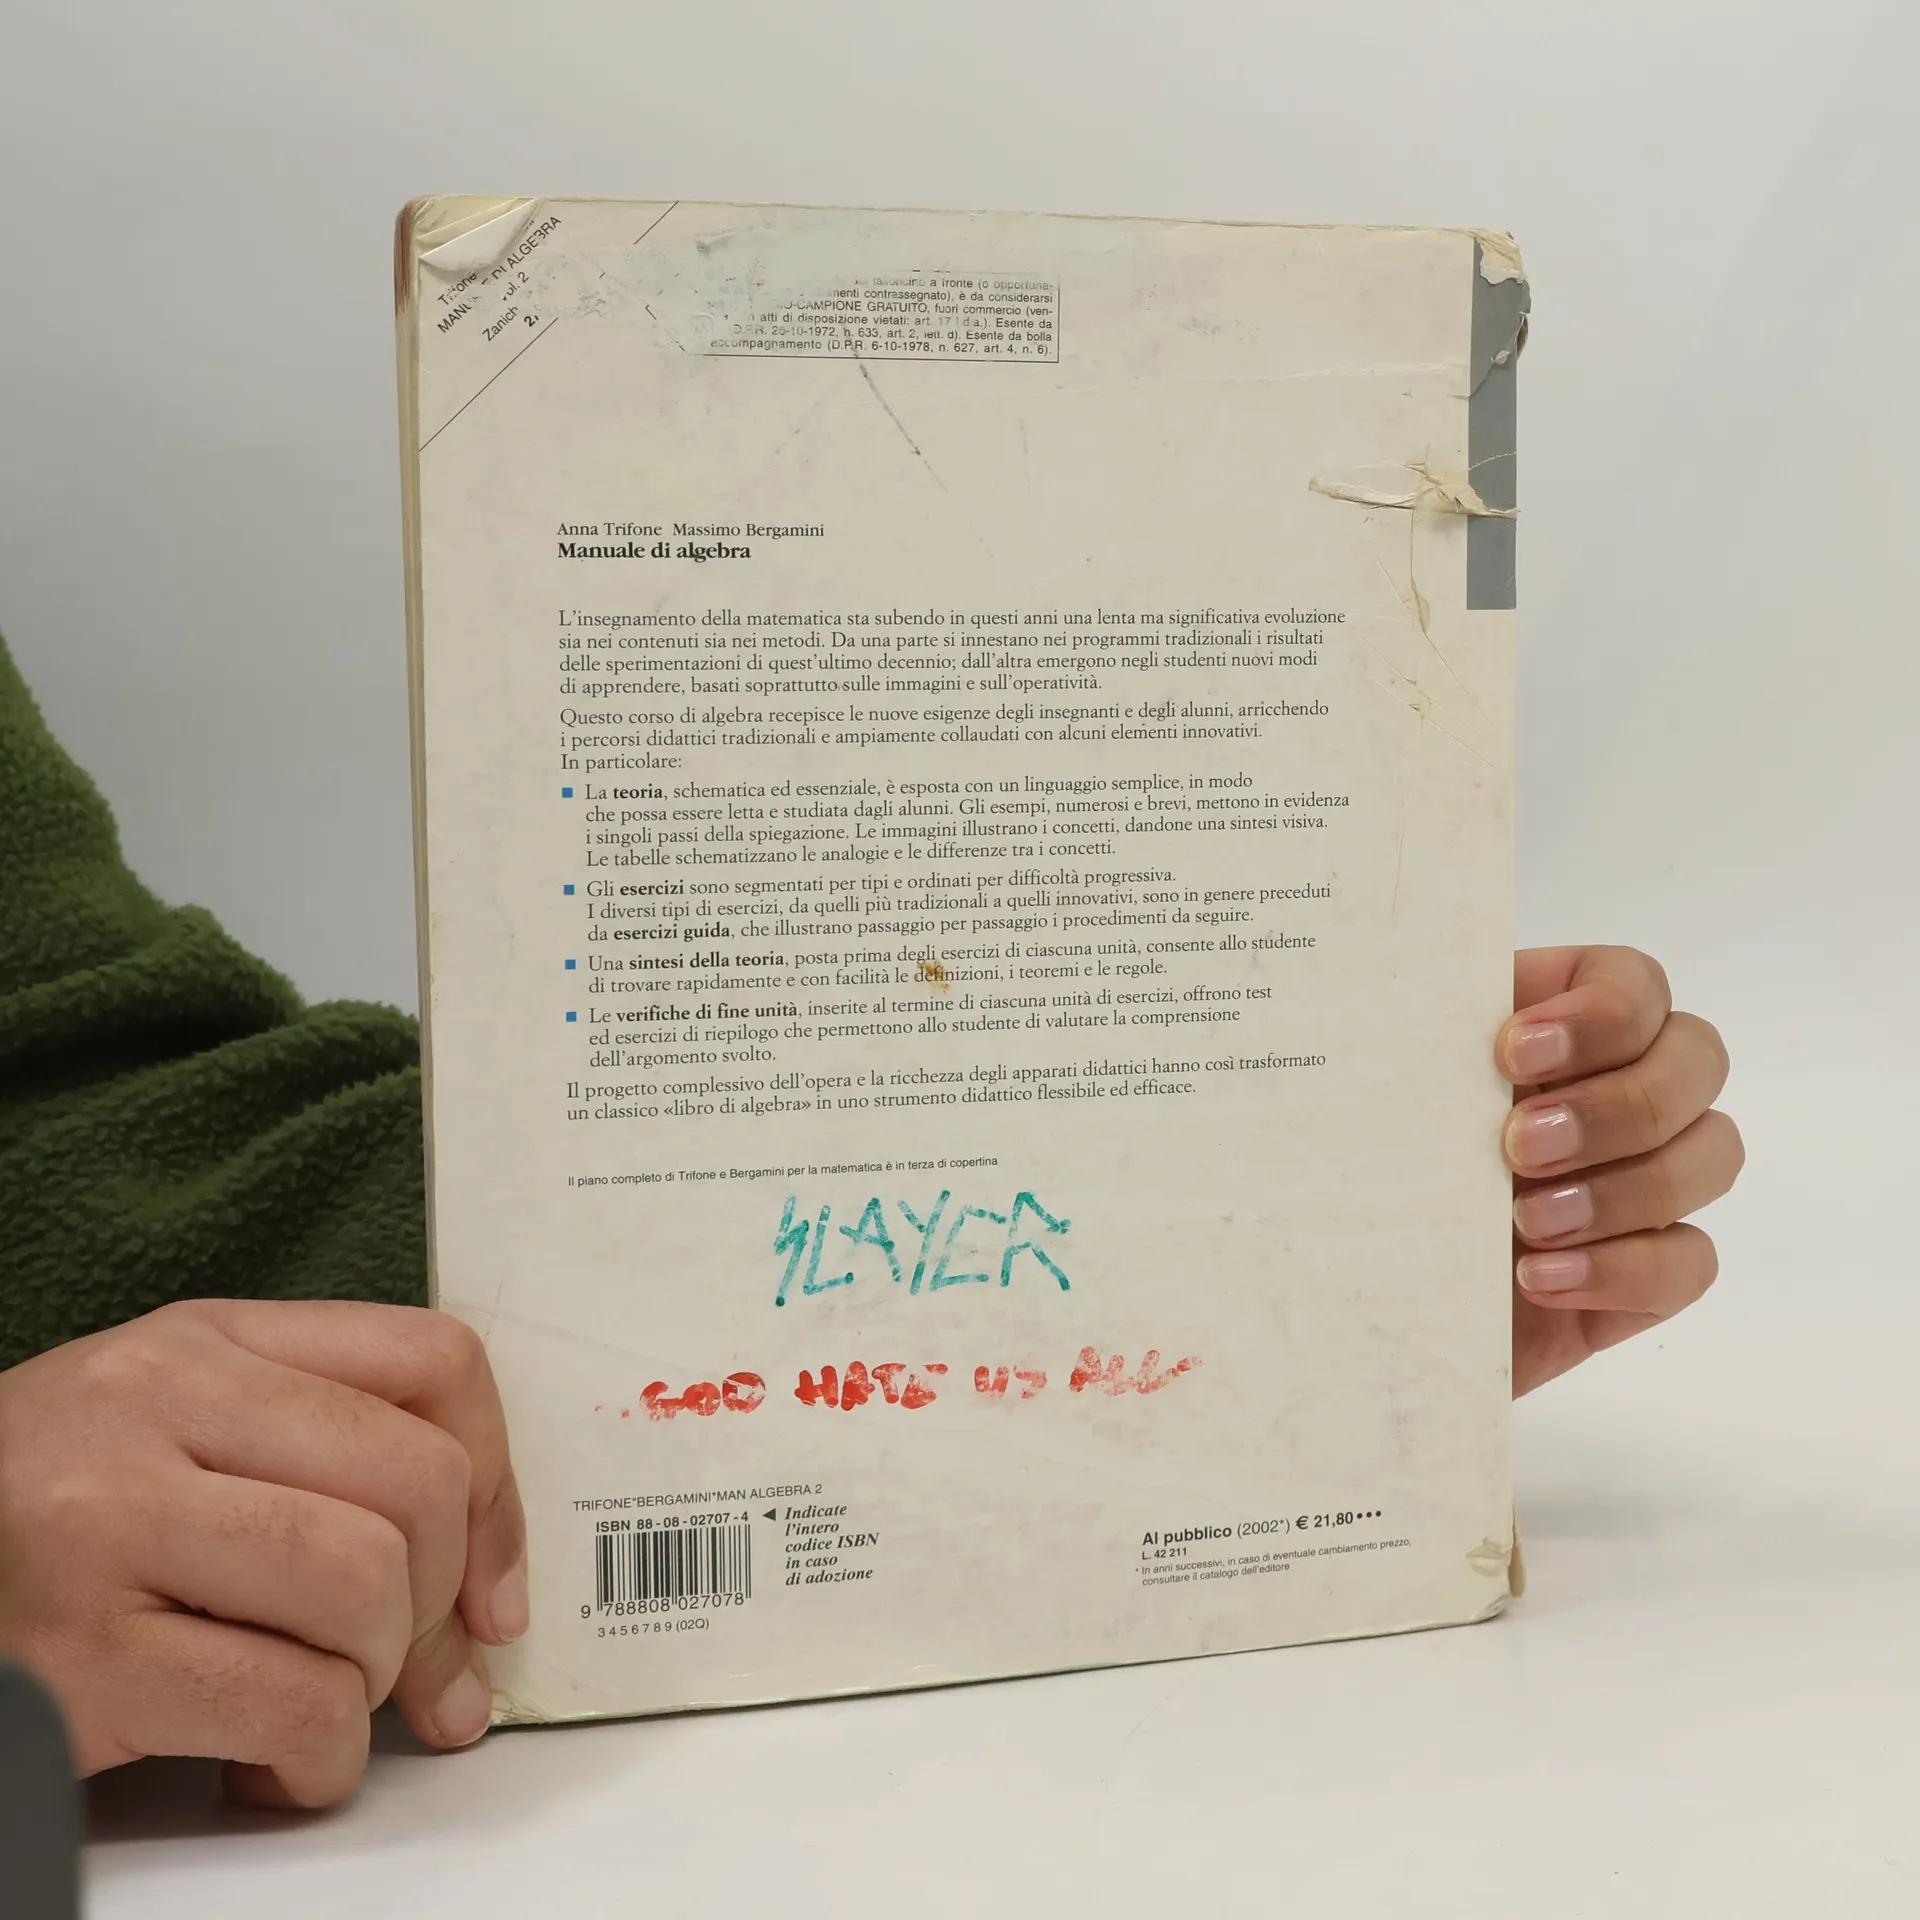 MANU E DI ALGEBRA
Vol. 2
Zanich
a fronte (o opportuna-
menti contrassegnato), è da considerarsi
O-CAMPIONE GRATUITO, fuori commercio (ven-
atti di disposizione vietati: art. 17 l.d.a.). Esente da
D.P.R. 26-10-1972, n. 633, art. 2, lett. d). Esente da bolla
accompagnamento (D.P.R. 6-10-1978, n. 627, art. 4, n. 6).
Anna Trifone Massimo Bergamini
Manuale di algebra
L'insegnamento della matematica sta subendo in questi anni una lenta ma significativa evoluzione
sia nei contenuti sia nei metodi. Da una parte si innestano nei programmi tradizionali i risultati
delle sperimentazioni di quest'ultimo decennio; dall'altra emergono negli studenti nuovi modi
di apprendere, basati soprattutto sulle immagini e sull'operatività.
Questo corso di algebra recepisce le nuove esigenze degli insegnanti e degli alunni, arricchendo
i percorsi didattici tradizionali e ampiamente collaudati con alcuni elementi innovativi.
In particolare:
■ La teoria, schematica ed essenziale, è esposta con un linguaggio semplice, in modo
che possa essere letta e studiata dagli alunni. Gli esempi, numerosi e brevi, mettono in evidenza
i singoli passi della spiegazione. Le immagini illustrano i concetti, dandone una sintesi visiva.
Le tabelle schematizzano le analogie e le differenze tra i concetti.
■ Gli esercizi sono segmentati per tipi e ordinati per difficoltà progressiva.
I diversi tipi di esercizi, da quelli più tradizionali a quelli innovativi, sono in genere preceduti
da esercizi guida, che illustrano passaggio per passaggio i procedimenti da seguire.
■ Una sintesi della teoria, posta prima degli esercizi di ciascuna unità, consente allo studente
di trovare rapidamente e con facilità le definizioni, i teoremi e le regole.
■ Le verifiche di fine unità, inserite al termine di ciascuna unità di esercizi, offrono test
ed esercizi di riepilogo che permettono allo studente di valutare la comprensione
dell'argomento svolto.
Il progetto complessivo dell'opera e la ricchezza degli apparati didattici hanno così trasformato
un classico «libro di algebra» in uno strumento didattico flessibile ed efficace.
Il piano completo di Trifone e Bergamini per la matematica è in terza di copertina
SLAYER
..GOD HATE US ALL..
TRIFONE*BERGAMINI*MAN ALGEBRA 2
ISBN 88-08-02707-4
9 788808 027078
3 4 5 6 7 8 9 (02Q)
◄ Indicate
l'intero
codice ISBN
in caso
di adozione
Al pubblico (2002*) € 21,80•••
L. 42 211
* In anni successivi, in caso di eventuale cambiamento prezzo,
consultare il catalogo dell'editore